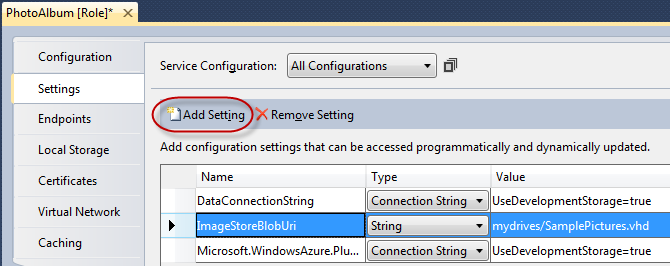 PhotoAlbum [Role]*
Configuration
Settings
Endpoints
Local Storage
Certificates
Virtual Network
Caching
Service Configuration: All Configurations
Add Setting Remove Setting
Add configuration settings that can be accessed programmatically and dynamically updated.
Name Type Value
DataConnectionString Connection String UseDevelopmentStorage=true
ImageStoreBlobUri String mydrives/SamplePictures.vhd
Microsoft.WindowsAzure.Plu... Connection String UseDevelopmentStorage=true